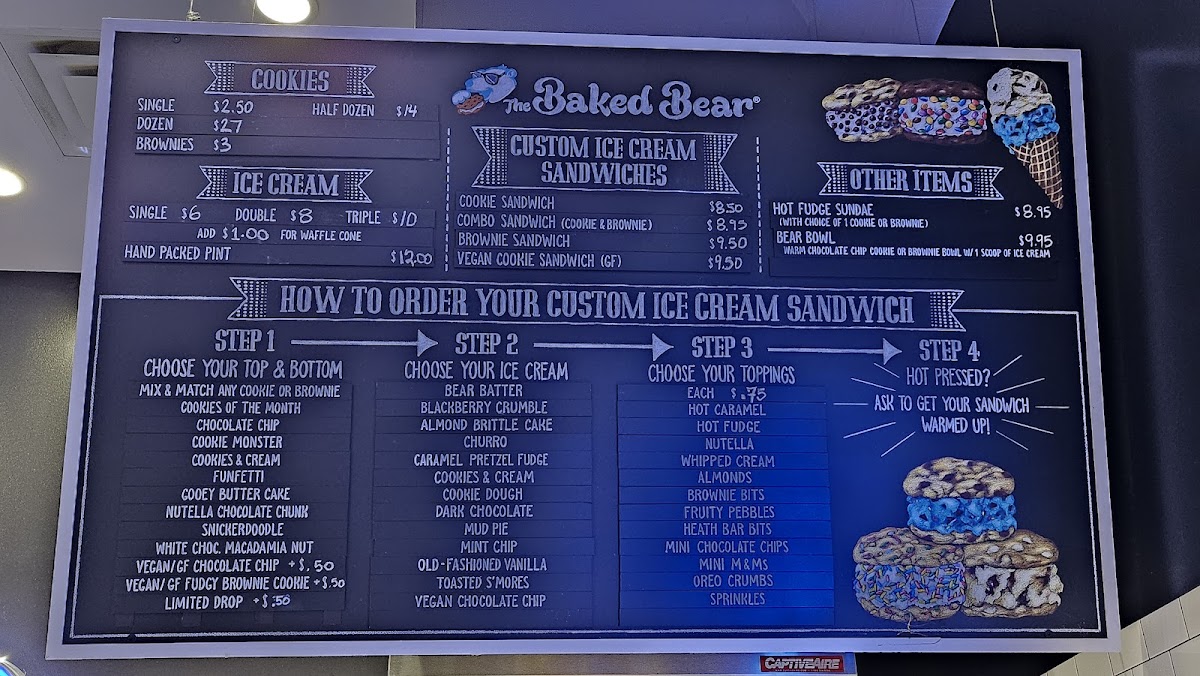 COOKIES
SINGLE $2.50 HALF DOZEN $14
DOZEN $27
BROWNIES $3
ICE CREAM
SINGLE $6 DOUBLE $8 TRIPLE $10
ADD $1.00 FOR WAFFLE CONE
HAND PACKED PINT $12.00
The Baked Bear®
CUSTOM ICE CREAM
SANDWICHES
COOKIE SANDWICH $8.50
COMBO SANDWICH (COOKIE & BROWNIE) $8.95
BROWNIE SANDWICH $9.50
VEGAN COOKIE SANDWICH (GF) $9.50
OTHER ITEMS
HOT FUDGE SUNDAE $8.95
(WITH CHOICE OF 1 COOKIE OR BROWNIE)
BEAR BOWL $9.95
WARM CHOCOLATE CHIP COOKIE OR BROWNIE BOWL W/ 1 SCOOP OF ICE CREAM
HOW TO ORDER YOUR CUSTOM ICE CREAM SANDWICH
STEP 1
CHOOSE YOUR TOP & BOTTOM
MIX & MATCH ANY COOKIE OR BROWNIE
COOKIES OF THE MONTH
CHOCOLATE CHIP
COOKIE MONSTER
COOKIES & CREAM
FUNFETTI
GOOEY BUTTER CAKE
NUTELLA CHOCOLATE CHUNK
SNICKERDOODLE
WHITE CHOC. MACADAMIA NUT
VEGAN/GF CHOCOLATE CHIP +$.50
VEGAN/GF FUDGY BROWNIE COOKIE +$.50
LIMITED DROP +$.50
STEP 2
CHOOSE YOUR ICE CREAM
BEAR BATTER
BLACKBERRY CRUMBLE
ALMOND BRITTLE CAKE
CHURRO
CARAMEL PRETZEL FUDGE
COOKIES & CREAM
COOKIE DOUGH
DARK CHOCOLATE
MUD PIE
MINT CHIP
OLD-FASHIONED VANILLA
TOASTED S'MORES
VEGAN CHOCOLATE CHIP
STEP 3
CHOOSE YOUR TOPPINGS
EACH $.75
HOT CARAMEL
HOT FUDGE
NUTELLA
WHIPPED CREAM
ALMONDS
BROWNIE BITS
FRUITY PEBBLES
HEATH BAR BITS
MINI CHOCOLATE CHIPS
MINI M&MS
OREO CRUMBS
SPRINKLES
STEP 4
HOT PRESSED?
ASK TO GET YOUR SANDWICH
WARMED UP!
CAPTIVEAIRE